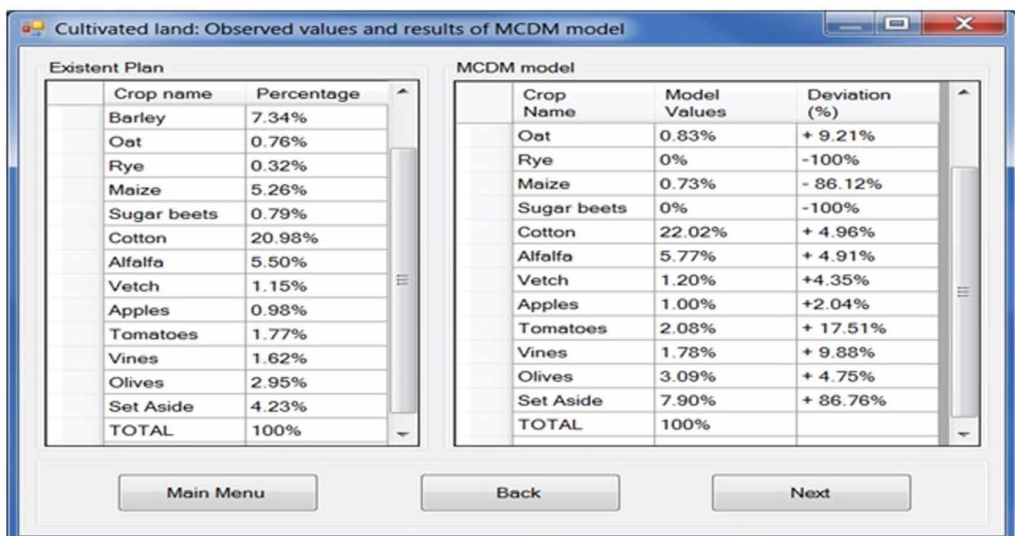 Cultivated land: Observed values and results of MCDM model
Existent Plan
Crop name Percentage
Barley 7.34%
Oat 0.76%
Rye 0.32%
Maize 5.26%
Sugar beets 0.79%
Cotton 20.98%
Alfalfa 5.50%
Vetch 1.15%
Apples 0.98%
Tomatoes 1.77%
Vines 1.62%
Olives 2.95%
Set Aside 4.23%
TOTAL 100%
MCDM model
Crop Model Deviation
Name Values (%)
Oat 0.83% + 9.21%
Rye 0% -100%
Maize 0.73% - 86.12%
Sugar beets 0% -100%
Cotton 22.02% + 4.96%
Alfalfa 5.77% + 4.91%
Vetch 1.20% +4.35%
Apples 1.00% +2.04%
Tomatoes 2.08% + 17.51%
Vines 1.78% + 9.88%
Olives 3.09% + 4.75%
Set Aside 7.90% + 86.76%
TOTAL 100%
Main Menu Back Next